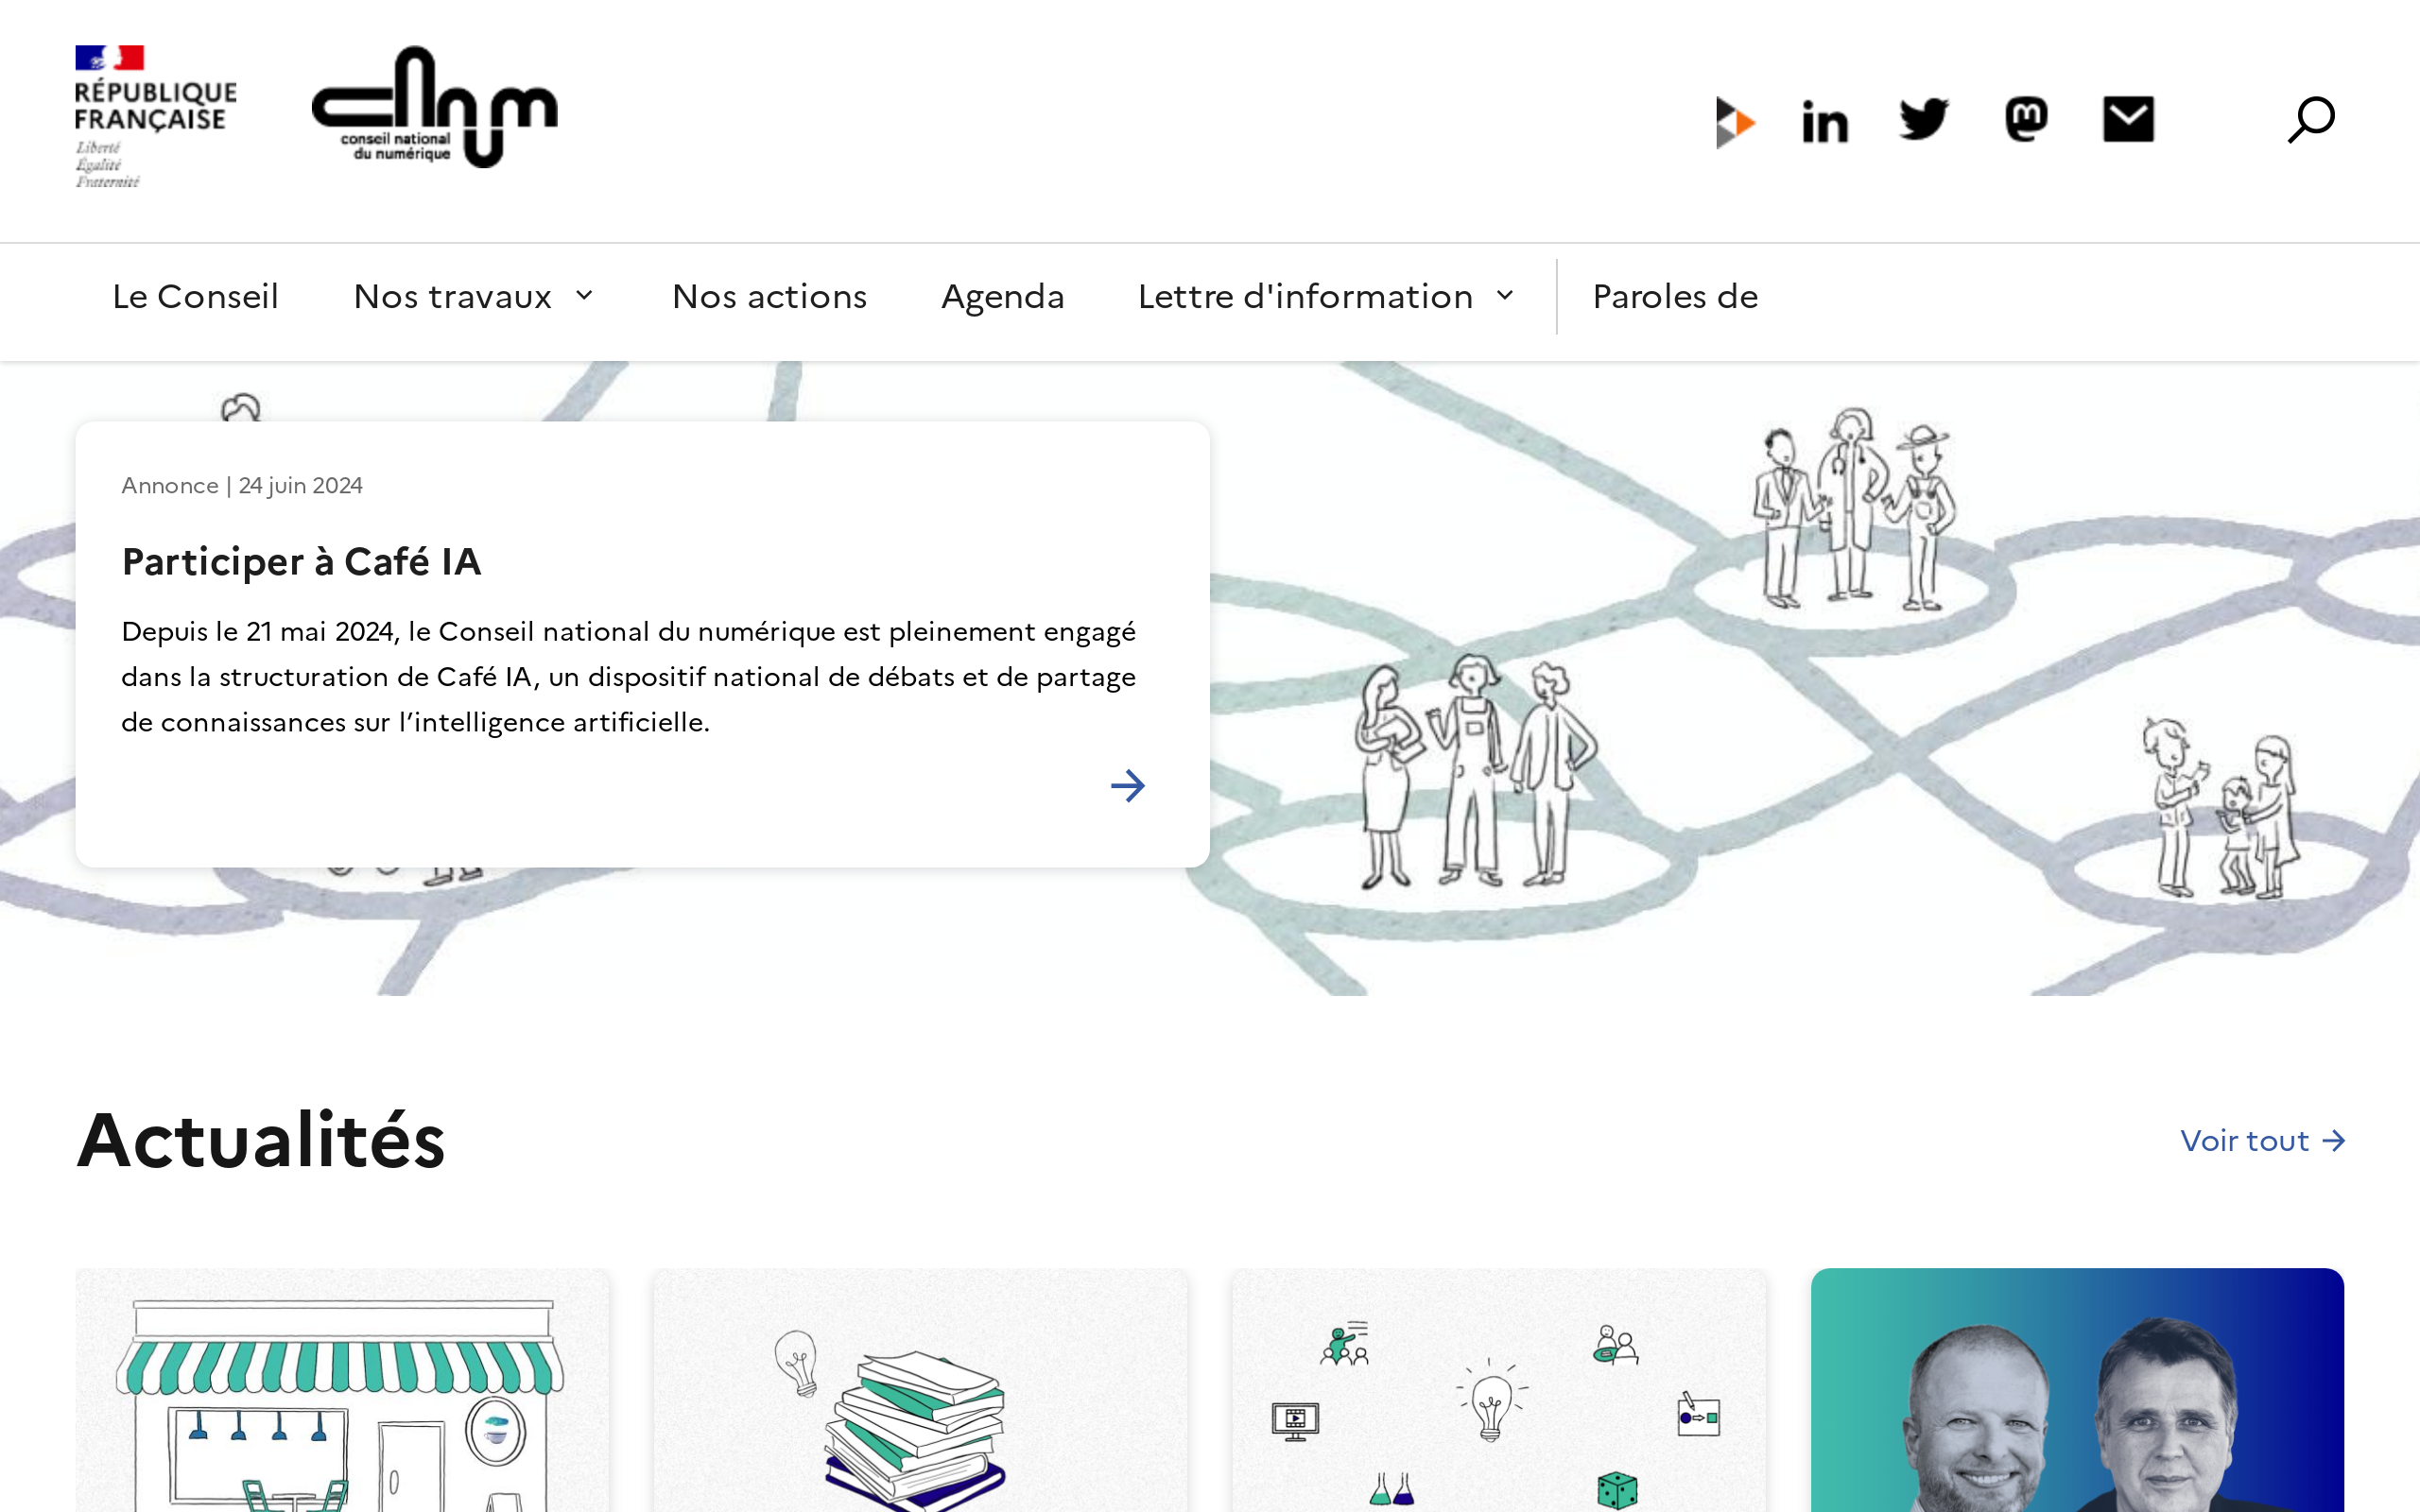 RÉPUBLIQUE
FRANÇAISE
Liberté
Égalité
Fraternité
cnnum
conseil national
du numérique
in
Le Conseil
Nos travaux
Nos actions
Agenda
Lettre d'information
Paroles de
Annonce | 24 juin 2024
Participer à Café IA
Depuis le 21 mai 2024, le Conseil national du numérique est pleinement engagé
dans la structuration de Café IA, un dispositif national de débats et de partage
de connaissances sur l’intelligence artificielle.
Actualités
Voir tout